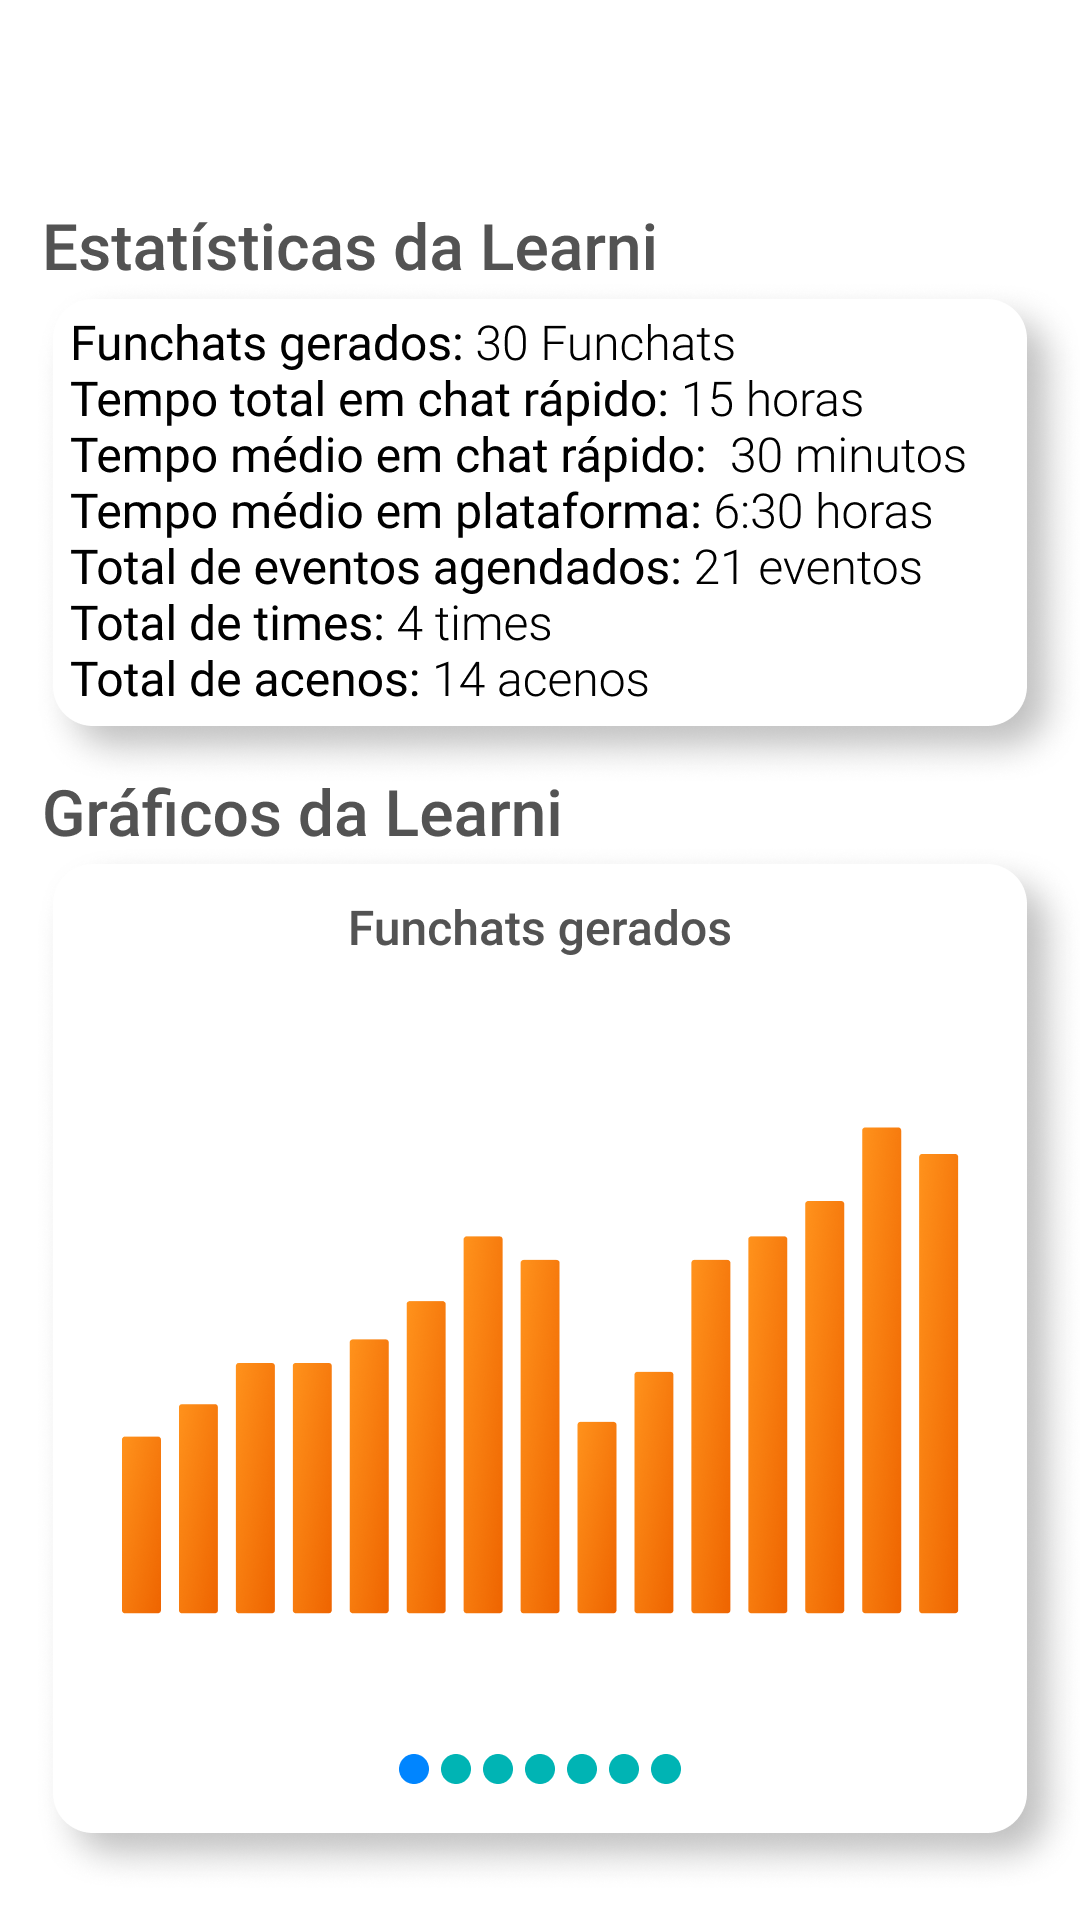 Estatísticas da Learni
Funchats gerados: 30 Funchats
Tempo total em chat rápido: 15 horas
Tempo médio em chat rápido:  30 minutos
Tempo médio em plataforma: 6:30 horas
Total de eventos agendados: 21 eventos
Total de times: 4 times
Total de acenos: 14 acenos
Gráficos da Learni
Funchats gerados